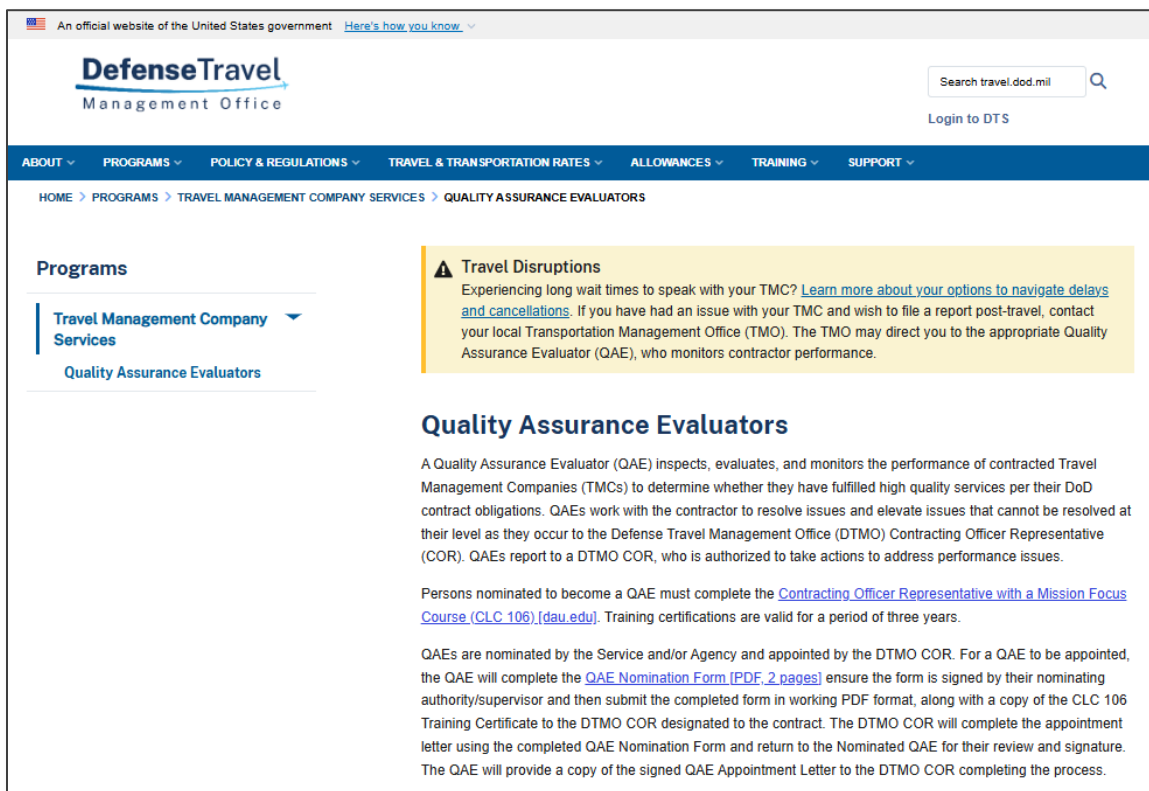 An official website of the United States government Here's how you know
DefenseTravel
Management Office
Search travel.dod.mil
Login to DTS
ABOUT PROGRAMS POLICY & REGULATIONS TRAVEL & TRANSPORTATION RATES ALLOWANCES TRAINING SUPPORT
HOME > PROGRAMS > TRAVEL MANAGEMENT COMPANY SERVICES > QUALITY ASSURANCE EVALUATORS
Programs
Travel Management Company
Services
Quality Assurance Evaluators
Travel Disruptions
Experiencing long wait times to speak with your TMC? Learn more about your options to navigate delays
and cancellations. If you have had an issue with your TMC and wish to file a report post-travel, contact
your local Transportation Management Office (TMO). The TMO may direct you to the appropriate Quality
Assurance Evaluator (QAE), who monitors contractor performance.
Quality Assurance Evaluators
A Quality Assurance Evaluator (QAE) inspects, evaluates, and monitors the performance of contracted Travel
Management Companies (TMCs) to determine whether they have fulfilled high quality services per their DoD
contract obligations. QAEs work with the contractor to resolve issues and elevate issues that cannot be resolved at
their level as they occur to the Defense Travel Management Office (DTMO) Contracting Officer Representative
(COR). QAEs report to a DTMO COR, who is authorized to take actions to address performance issues.
Persons nominated to become a QAE must complete the Contracting Officer Representative with a Mission Focus
Course (CLC 106) [dau.edu]. Training certifications are valid for a period of three years.
QAEs are nominated by the Service and/or Agency and appointed by the DTMO COR. For a QAE to be appointed,
the QAE will complete the QAE Nomination Form [PDF, 2 pages] ensure the form is signed by their nominating
authority/supervisor and then submit the completed form in working PDF format, along with a copy of the CLC 106
Training Certificate to the DTMO COR designated to the contract. The DTMO COR will complete the appointment
letter using the completed QAE Nomination Form and return to the Nominated QAE for their review and signature.
The QAE will provide a copy of the signed QAE Appointment Letter to the DTMO COR completing the process.